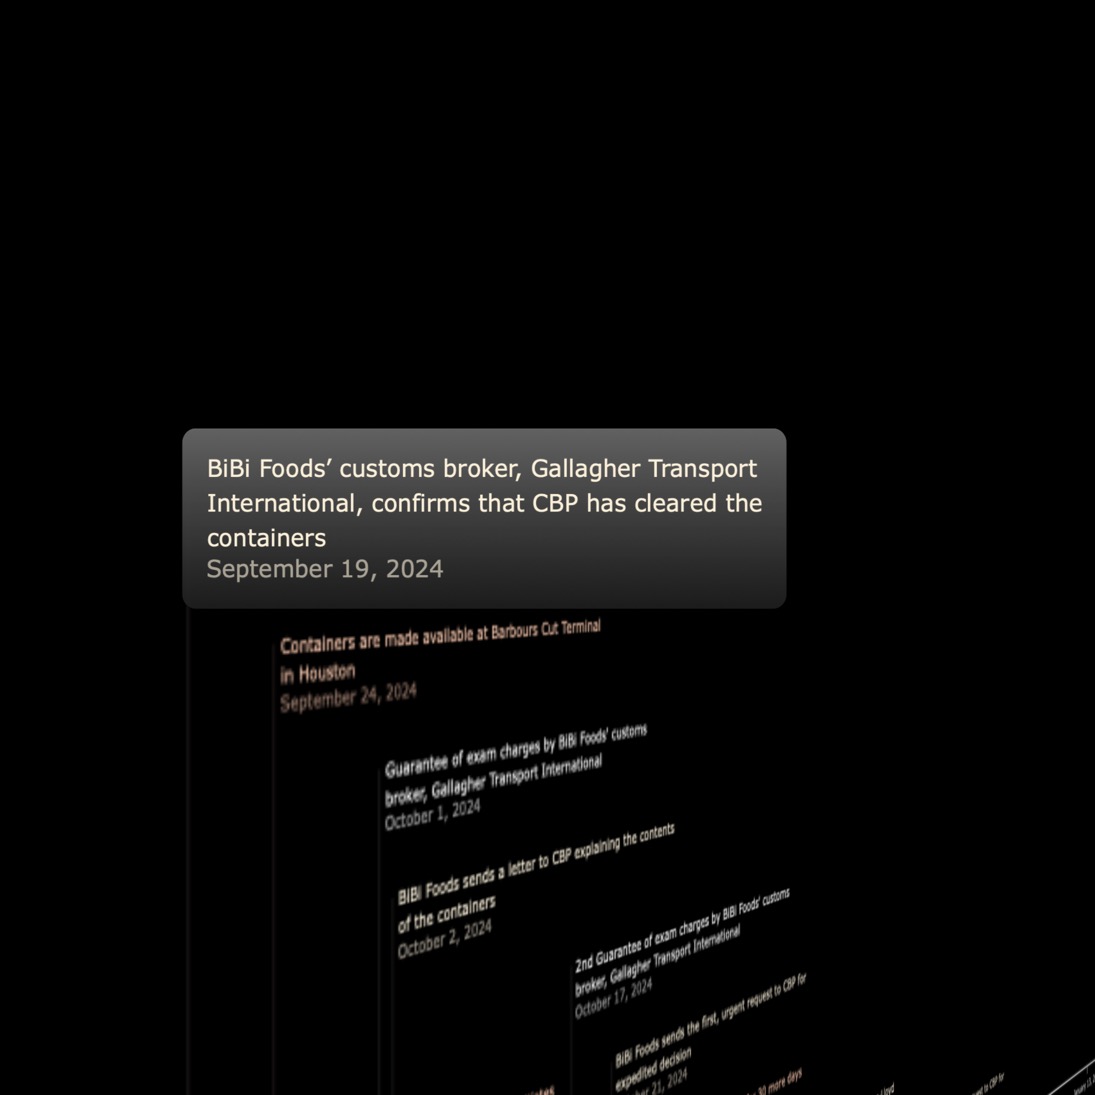 BiBi Foods’ customs broker, Gallagher Transport
International, confirms that CBP has cleared the
containers
September 19, 2024
Containers are made available at Barbours Cut Terminal
in Houston
September 24, 2024
Guarantee of exam charges by BiBi Foods’ customs
broker, Gallagher Transport International
October 1, 2024
BiBi Foods sends a letter to CBP explaining the contents
of the containers
October 2, 2024
2nd Guarantee of exam charges by BiBi Foods’ customs
broker, Gallagher Transport International
October 17, 2024
BiBi Foods sends the first, urgent request to CBP for
expedited decision
21, 2024
30 more days
to CBP for